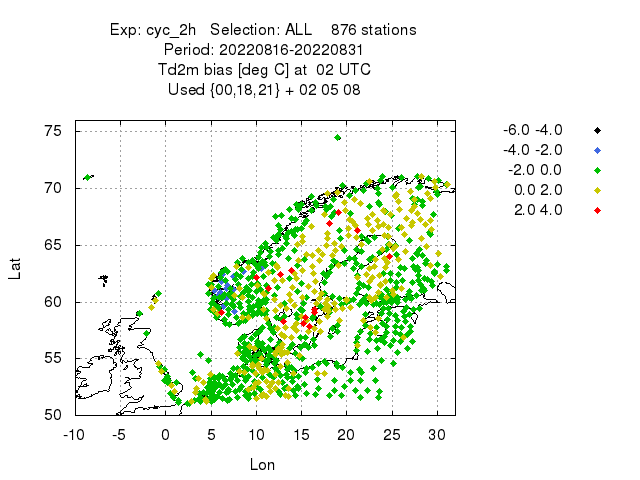 Exp: cyc_2h   Selection: ALL    876 stations
Period: 20220816-20220831
Td2m bias [deg C] at  02 UTC
Used {00,18,21} + 02 05 08
-6.0 -4.0
-4.0 -2.0
-2.0 0.0
0.0 2.0
2.0 4.0
75
70
65
60
55
50
Lat
-10 -5 0 5 10 15 20 25 30
Lon